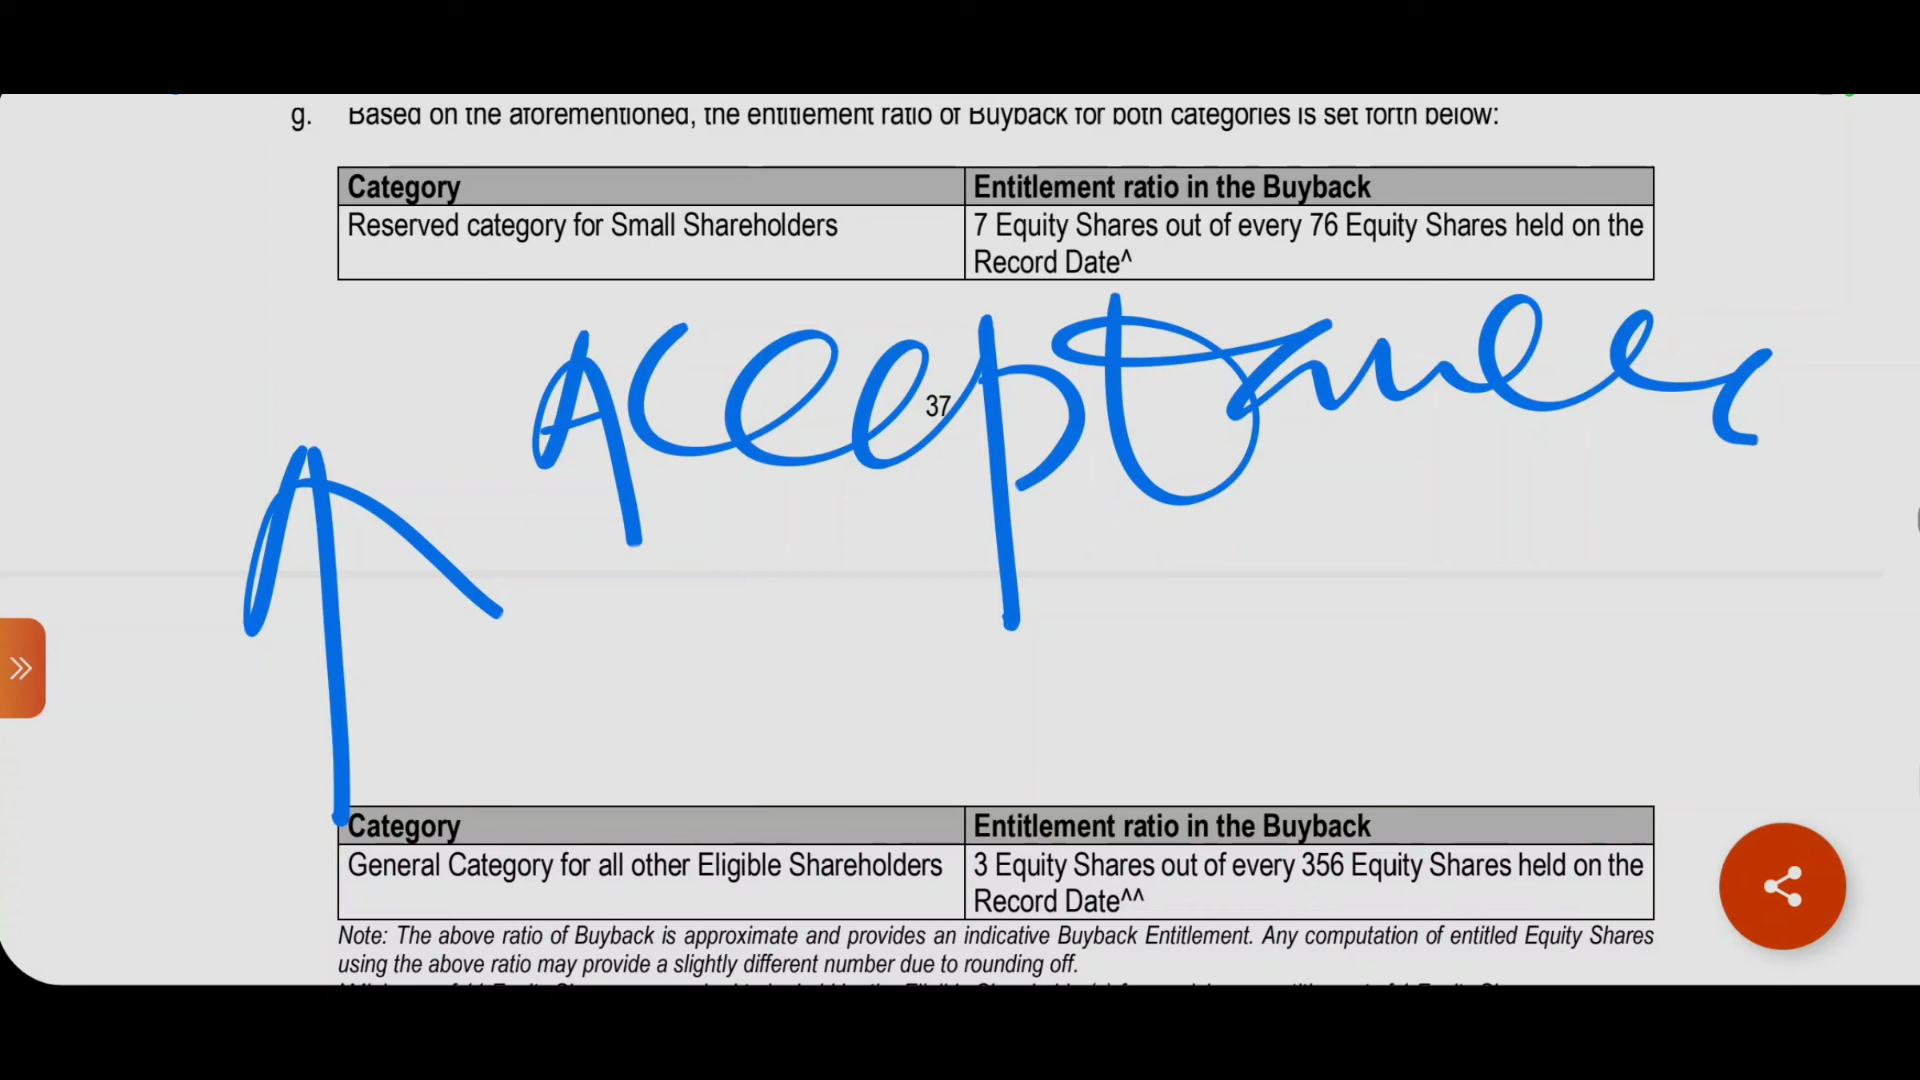 g. Based on the aforementioned, the entitlement ratio of Buyback for both categories is set forth below:
Category Entitlement ratio in the Buyback
Reserved category for Small Shareholders 7 Equity Shares out of every 76 Equity Shares held on the
Record Date^
Acceptance
37
Category Entitlement ratio in the Buyback
General Category for all other Eligible Shareholders 3 Equity Shares out of every 356 Equity Shares held on the
Record Date^^
Note: The above ratio of Buyback is approximate and provides an indicative Buyback Entitlement. Any computation of entitled Equity Shares
using the above ratio may provide a slightly different number due to rounding off.